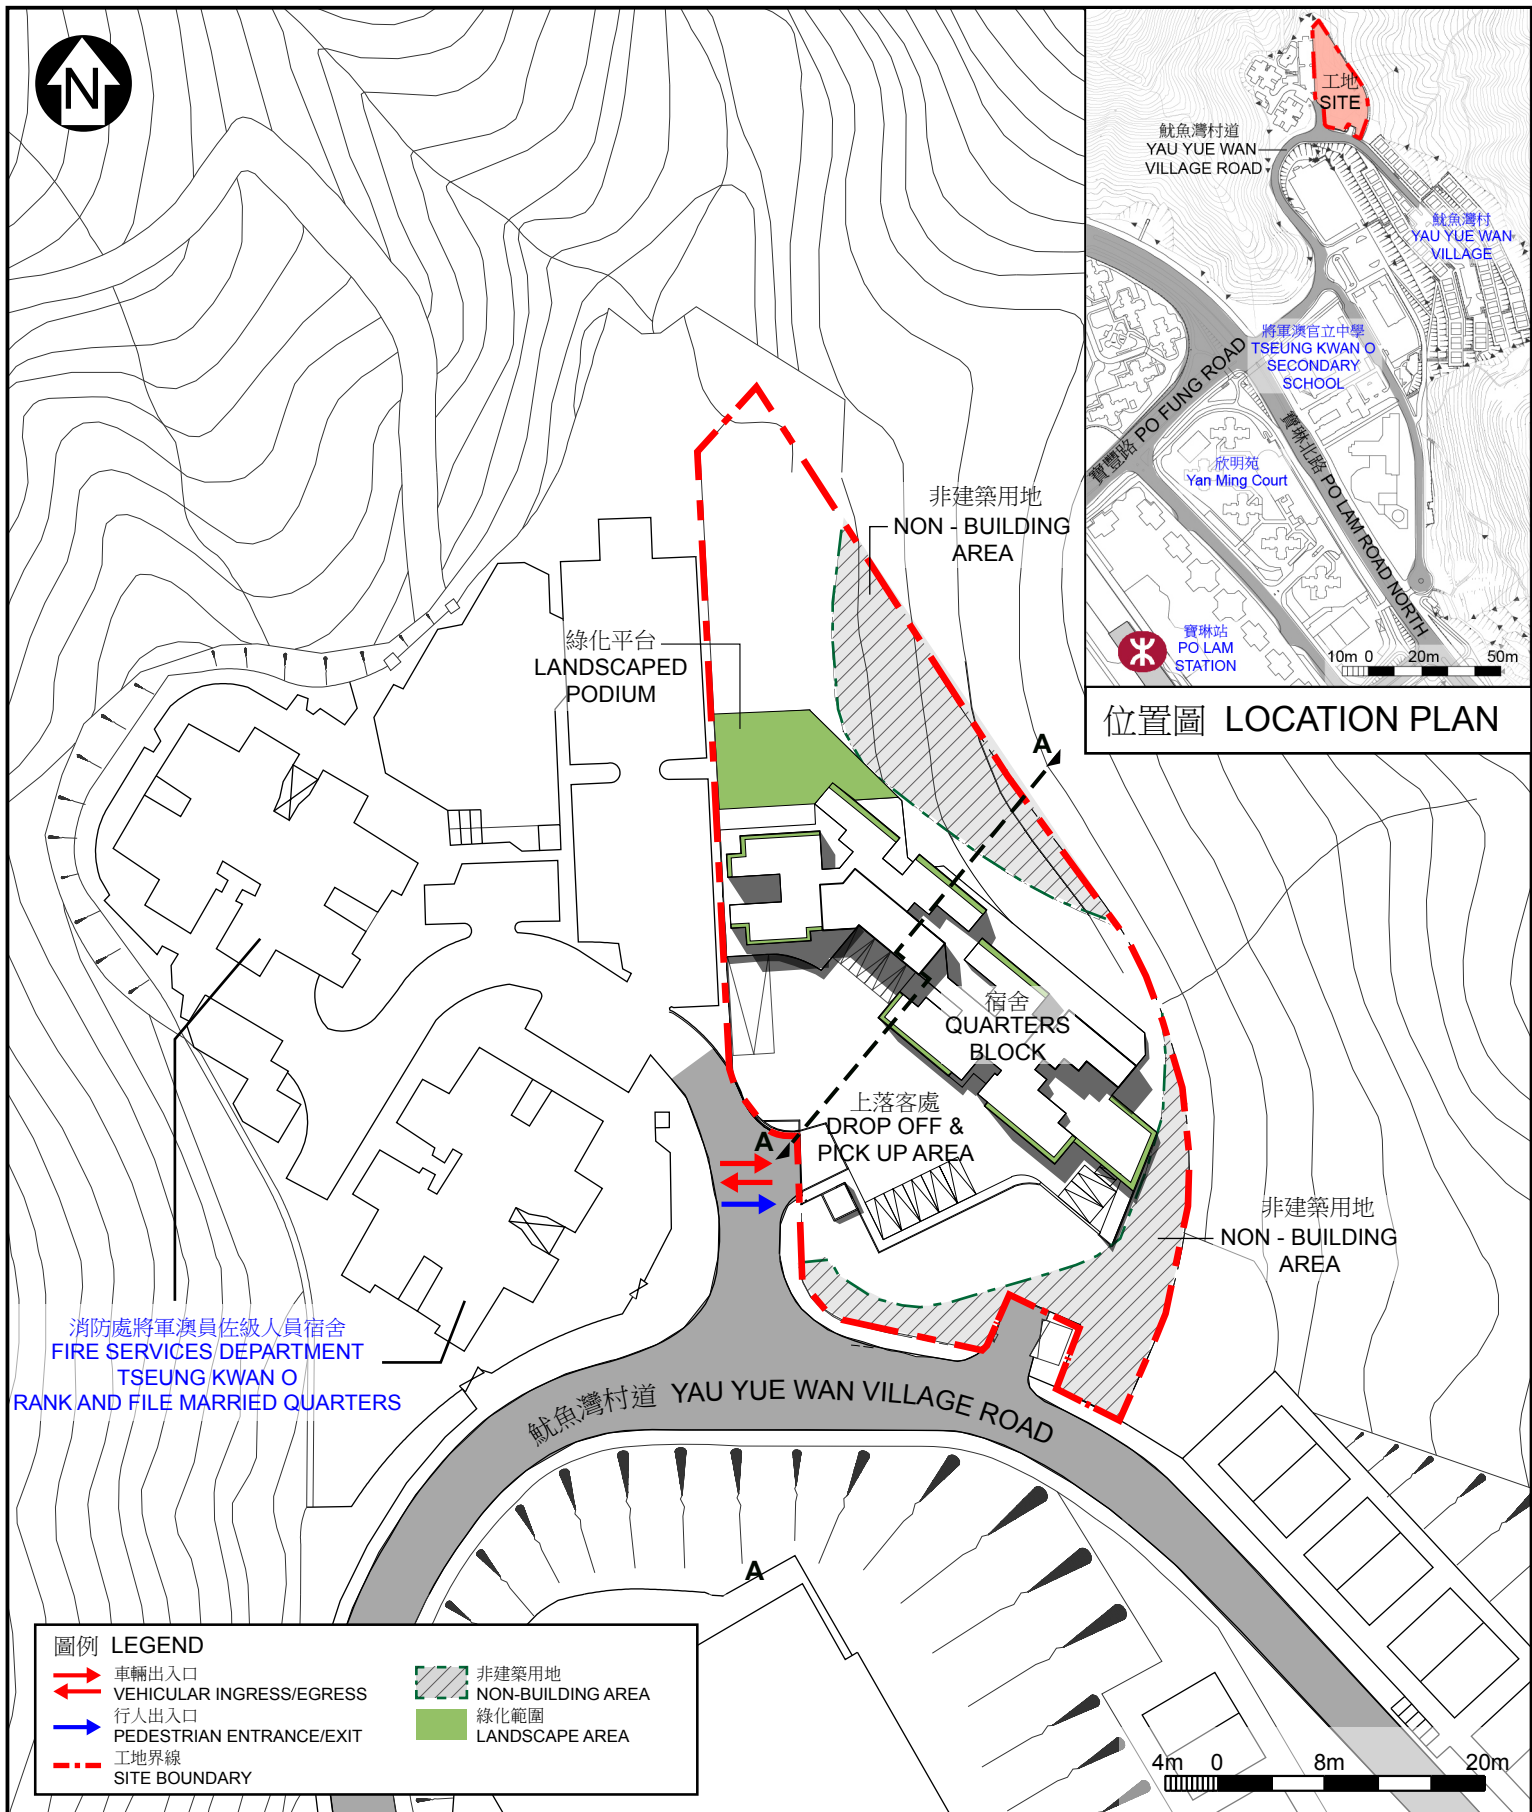 N
工地
SITE
魷魚灣村道
YAU YUE WAN
VILLAGE ROAD
魷魚灣村
YAU YUE WAN
VILLAGE
將軍澳官立中學
TSEUNG KWAN O
SECONDARY
SCHOOL
寶豐路 PO FUNG ROAD
寶琳北路 PO LAM ROAD NORTH
欣明苑
Yan Ming Court
寶琳站
PO LAM
STATION
10m 0 20m 50m
位置圖 LOCATION PLAN
非建築用地
NON - BUILDING
AREA
綠化平台
LANDSCAPED
PODIUM
A
宿舍
QUARTERS
BLOCK
上落客處
DROP OFF &
PICK UP AREA
A
非建築用地
NON - BUILDING
AREA
消防處將軍澳員佐級人員宿舍
FIRE SERVICES DEPARTMENT
TSEUNG KWAN O
RANK AND FILE MARRIED QUARTERS
魷魚灣村道 YAU YUE WAN VILLAGE ROAD
A
圖例 LEGEND
車輛出入口
VEHICULAR INGRESS/EGRESS
行人出入口
PEDESTRIAN ENTRANCE/EXIT
工地界線
SITE BOUNDARY
非建築用地
NON-BUILDING AREA
綠化範圍
LANDSCAPE AREA
4m 0 8m 20m